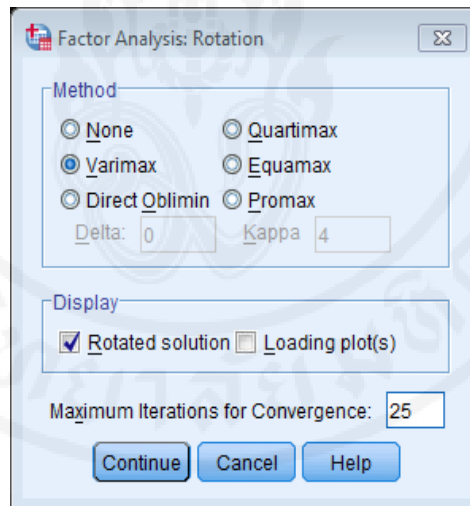 Factor Analysis: Rotation
Method
None
Quartimax
Varimax
Equamax
Direct Oblimin
Promax
Delta: 0
Kappa 4
Display
Rotated solution
Loading plot(s)
Maximum Iterations for Convergence: 25
Continue
Cancel
Help